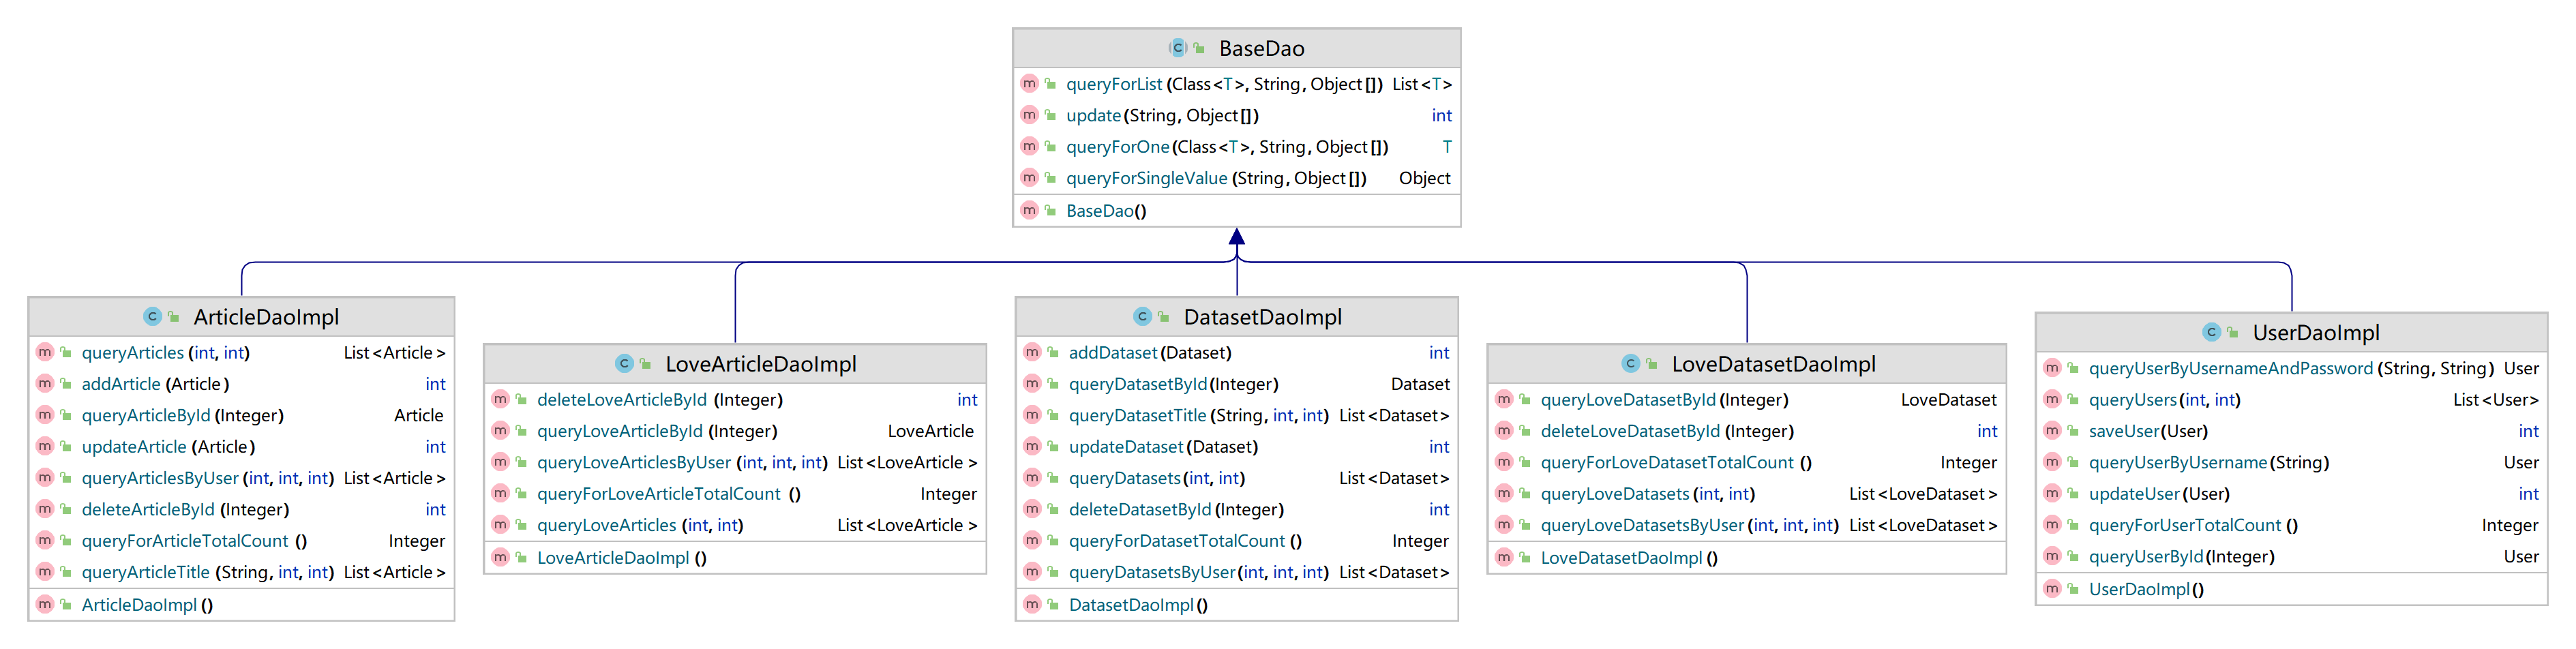 BaseDao
queryForList(Class<T>, String, Object[]) List<T>
update(String, Object[]) int
queryForOne(Class<T>, String, Object[]) T
queryForSingleValue(String, Object[]) Object
BaseDao()
ArticleDaoImpl
queryArticles(int, int) List<Article>
addArticle(Article) int
queryArticleById(Integer) Article
updateArticle(Article) int
queryArticlesByUser(int, int, int) List<Article>
deleteArticleById(Integer) int
queryForArticleTotalCount() Integer
queryArticleTitle(String, int, int) List<Article>
ArticleDaoImpl()
LoveArticleDaoImpl
deleteLoveArticleById(Integer) int
queryLoveArticleById(Integer) LoveArticle
queryLoveArticlesByUser(int, int, int) List<LoveArticle>
queryForLoveArticleTotalCount() Integer
queryLoveArticles(int, int) List<LoveArticle>
LoveArticleDaoImpl()
DatasetDaoImpl
addDataset(Dataset) int
queryDatasetById(Integer) Dataset
queryDatasetTitle(String, int, int) List<Dataset>
updateDataset(Dataset) int
queryDatasets(int, int) List<Dataset>
deleteDatasetById(Integer) int
queryForDatasetTotalCount() Integer
queryDatasetsByUser(int, int, int) List<Dataset>
DatasetDaoImpl()
LoveDatasetDaoImpl
queryLoveDatasetById(Integer) LoveDataset
deleteLoveDatasetById(Integer) int
queryForLoveDatasetTotalCount() Integer
queryLoveDatasets(int, int) List<LoveDataset>
queryLoveDatasetsByUser(int, int, int) List<LoveDataset>
LoveDatasetDaoImpl()
UserDaoImpl
queryUserByUsernameAndPassword(String, String) User
queryUsers(int, int) List<User>
saveUser(User) int
queryUserByUsername(String) User
updateUser(User) int
queryForUserTotalCount() Integer
queryUserById(Integer) User
UserDaoImpl()